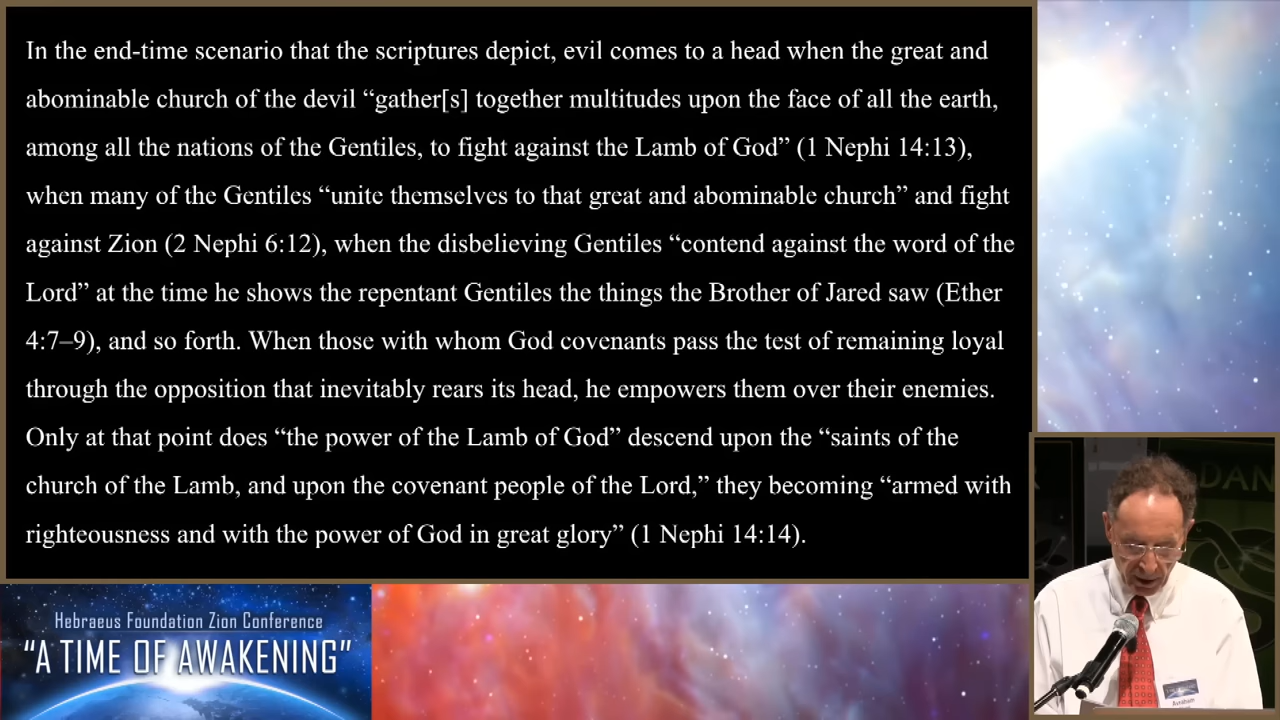 In the end-time scenario that the scriptures depict, evil comes to a head when the great and
abominable church of the devil “gather[s] together multitudes upon the face of all the earth,
among all the nations of the Gentiles, to fight against the Lamb of God” (1 Nephi 14:13),
when many of the Gentiles “unite themselves to that great and abominable church” and fight
against Zion (2 Nephi 6:12), when the disbelieving Gentiles “contend against the word of the
Lord” at the time he shows the repentant Gentiles the things the Brother of Jared saw (Ether
4:7–9), and so forth. When those with whom God covenants pass the test of remaining loyal
through the opposition that inevitably rears its head, he empowers them over their enemies.
Only at that point does “the power of the Lamb of God” descend upon the “saints of the
church of the Lamb, and upon the covenant people of the Lord,” they becoming “armed with
righteousness and with the power of God in great glory” (1 Nephi 14:14).
Hebraeus Foundation Zion Conference
“A TIME OF AWAKENING”
DAN